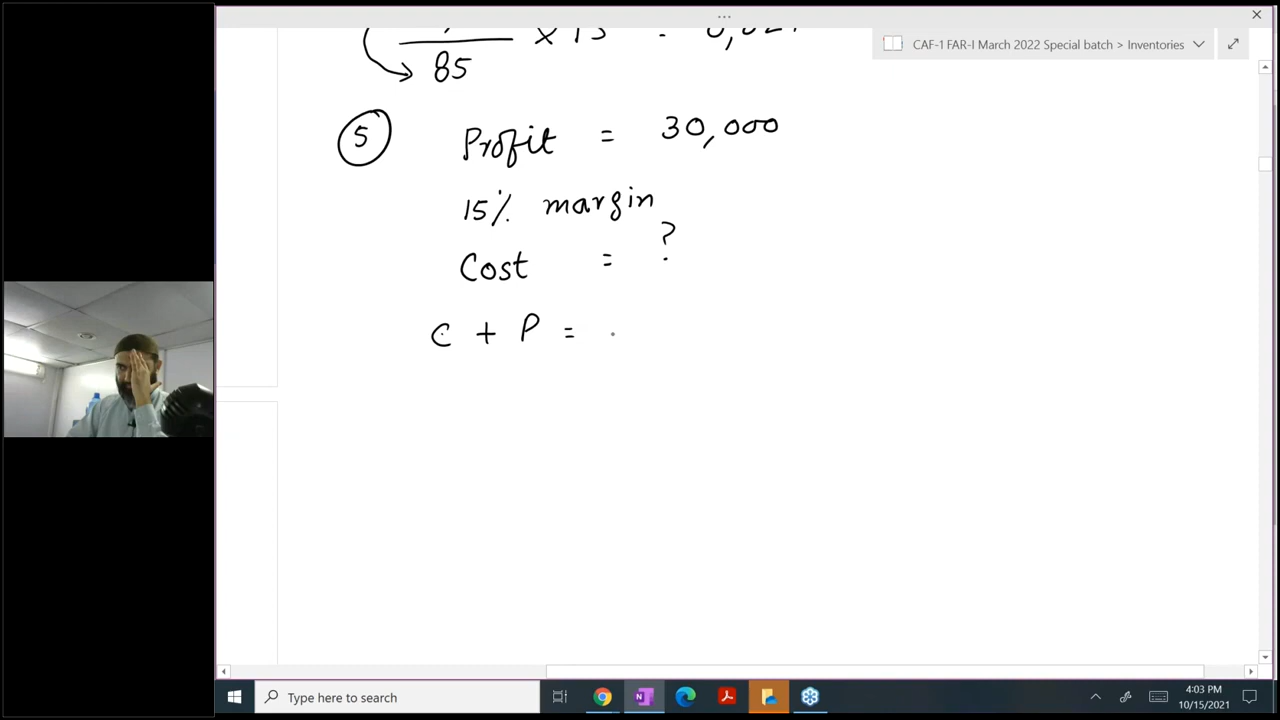 CAF-1 FAR-I March 2022 Special batch > Inventories
× 15
85
5 Profit = 30,000
15% margin
Cost = ?
C + P =
Type here to search
4:03 PM
10/15/2021